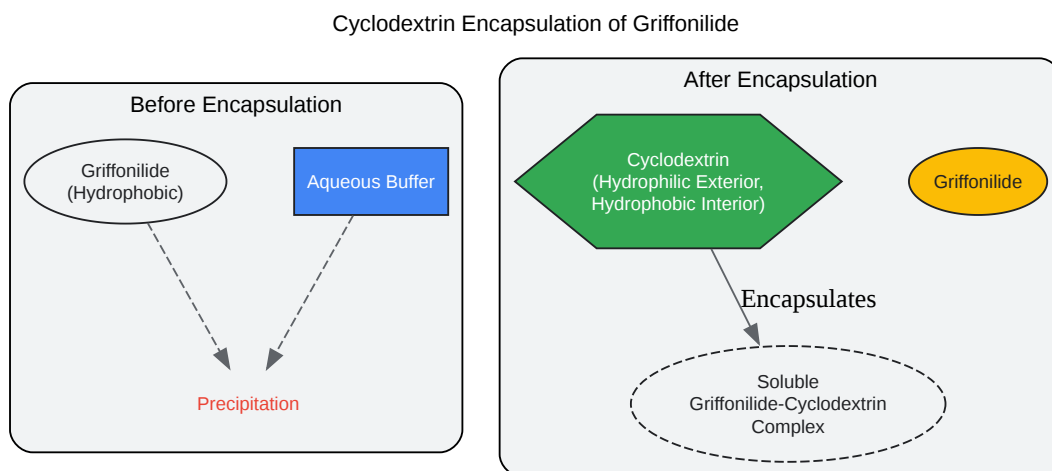 Cyclodextrin Encapsulation of Griffonilide
Before Encapsulation
Griffonilide
(Hydrophobic)
Aqueous Buffer
Precipitation
After Encapsulation
Cyclodextrin
(Hydrophilic Exterior,
Hydrophobic Interior)
Griffonilide
Encapsulates
Soluble
Griffonilide-Cyclodextrin
Complex